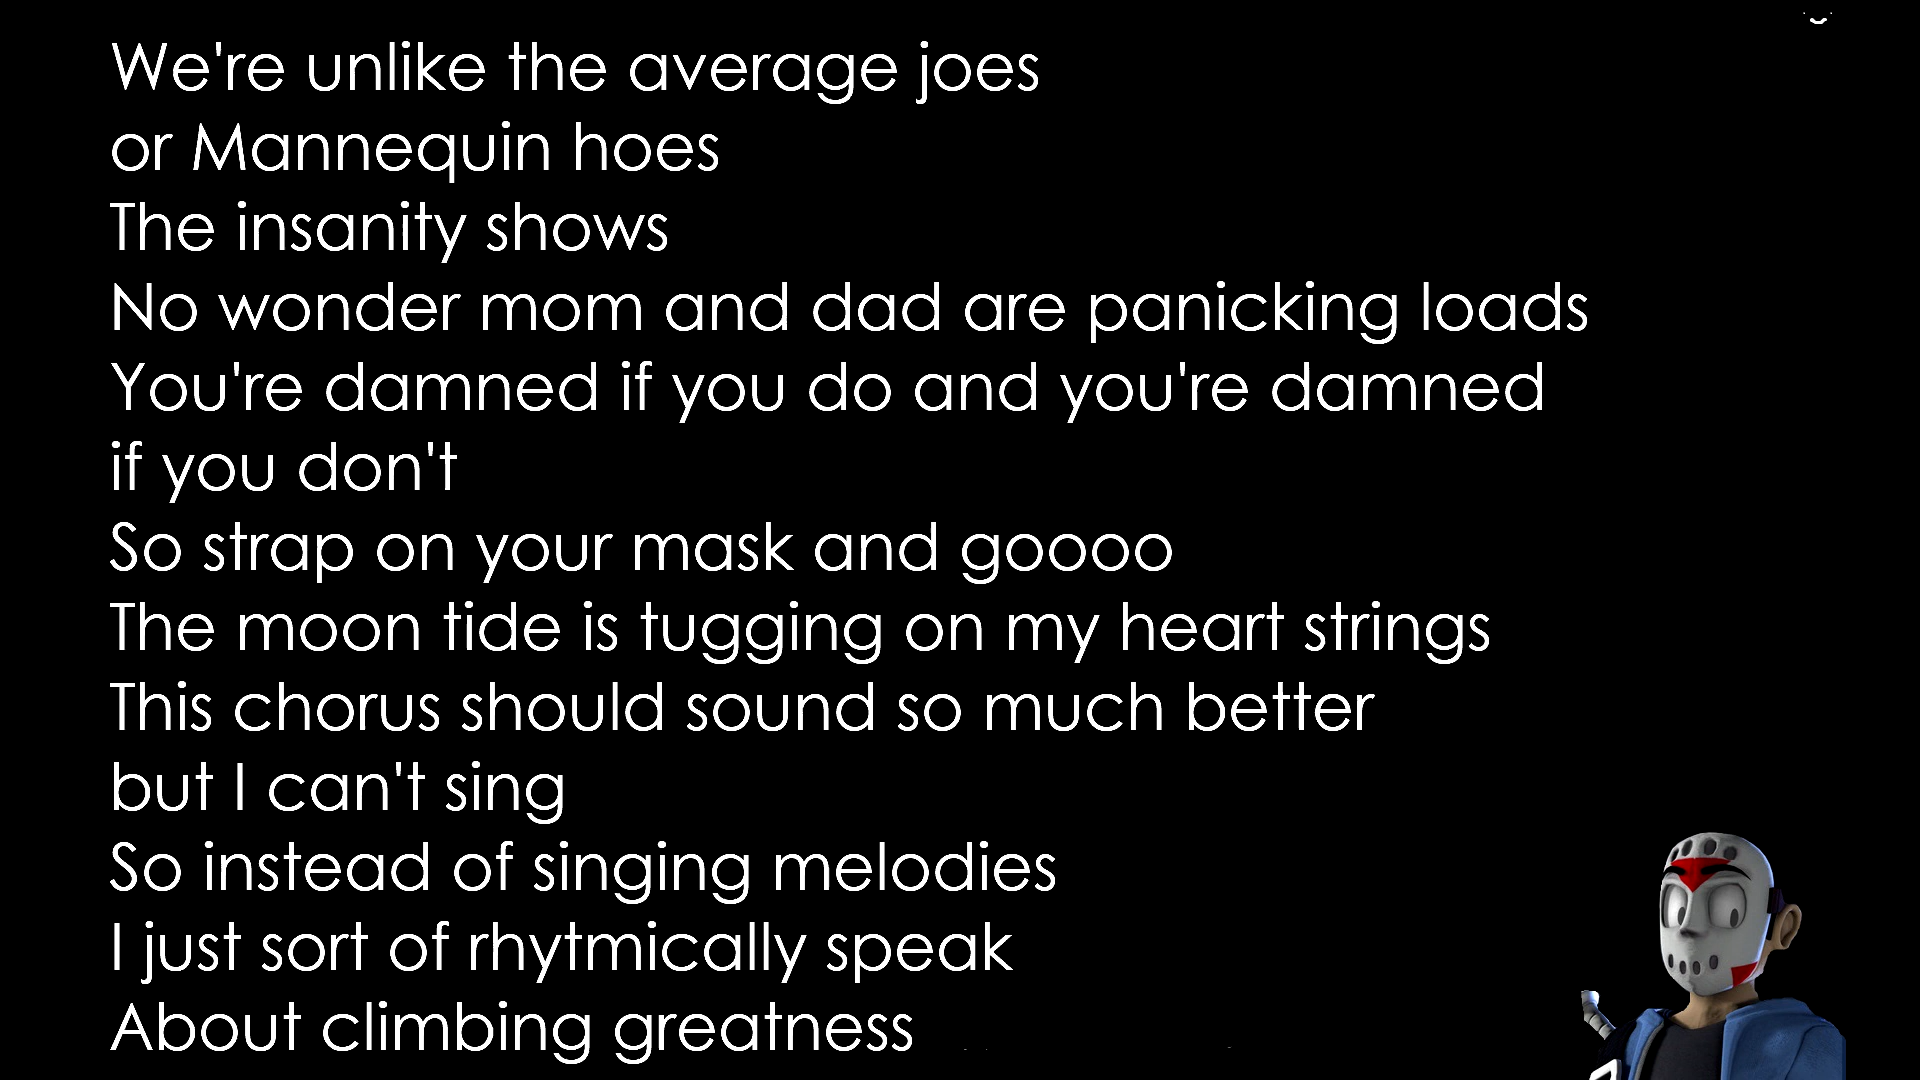 We're unlike the average joes
or Mannequin hoes
The insanity shows
No wonder mom and dad are panicking loads
You're damned if you do and you're damned
if you don't
So strap on your mask and goooo
The moon tide is tugging on my heart strings
This chorus should sound so much better
but I can't sing
So instead of singing melodies
I just sort of rhytmically speak
About climbing greatness